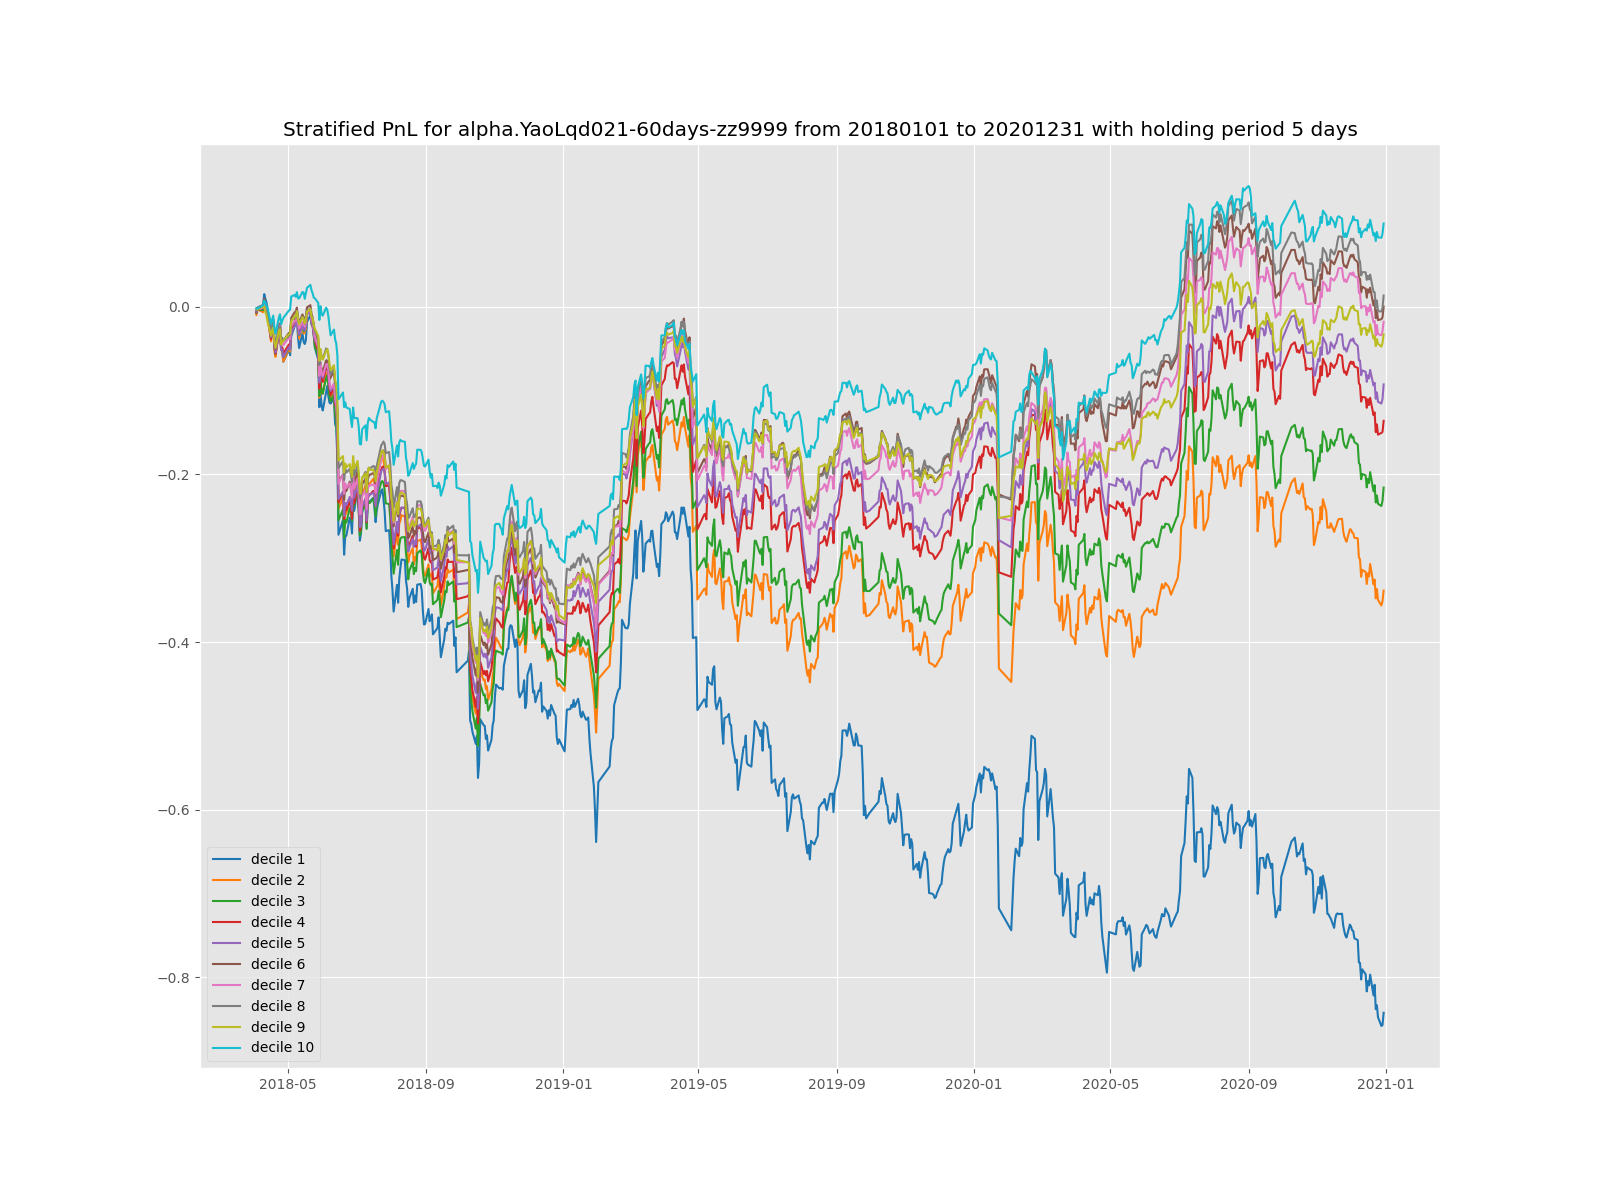 Stratified PnL for alpha.YaoLqd021-60days-zz9999 from 20180101 to 20201231 with holding period 5 days
0.0
−0.2
−0.4
−0.6
−0.8
decile 1
decile 2
decile 3
decile 4
decile 5
decile 6
decile 7
decile 8
decile 9
decile 10
2018-05 2018-09 2019-01 2019-05 2019-09 2020-01 2020-05 2020-09 2021-01